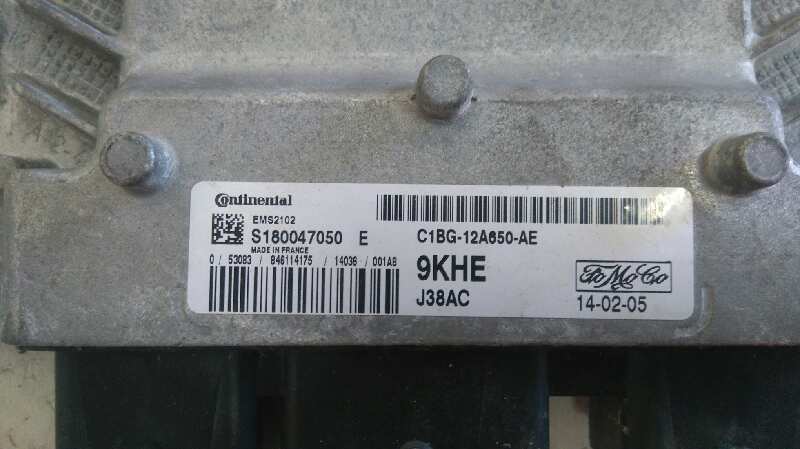 Continental
EMS2102
S180047050 E
MADE IN FRANCE
0 / 53083 / 846114175 / 14036 / 001A8
C1BG-12A650-AE
9KHE
J38AC
FoMoCo
14-02-05